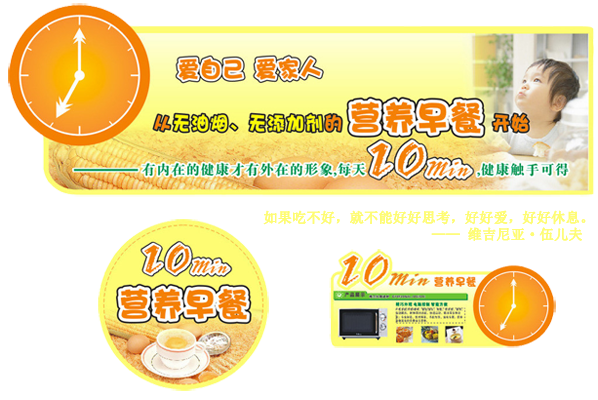 爱自己 爱家人
从无油烟、无添加剂的 营养早餐 开始
有内在的健康才有外在的形象,每天10Min,健康触手可得
如果吃不好，就不能好好思考，好好爱，好好休息。
—— 维吉尼亚·伍儿夫
10Min
营养早餐
10Min 营养早餐
产品展示